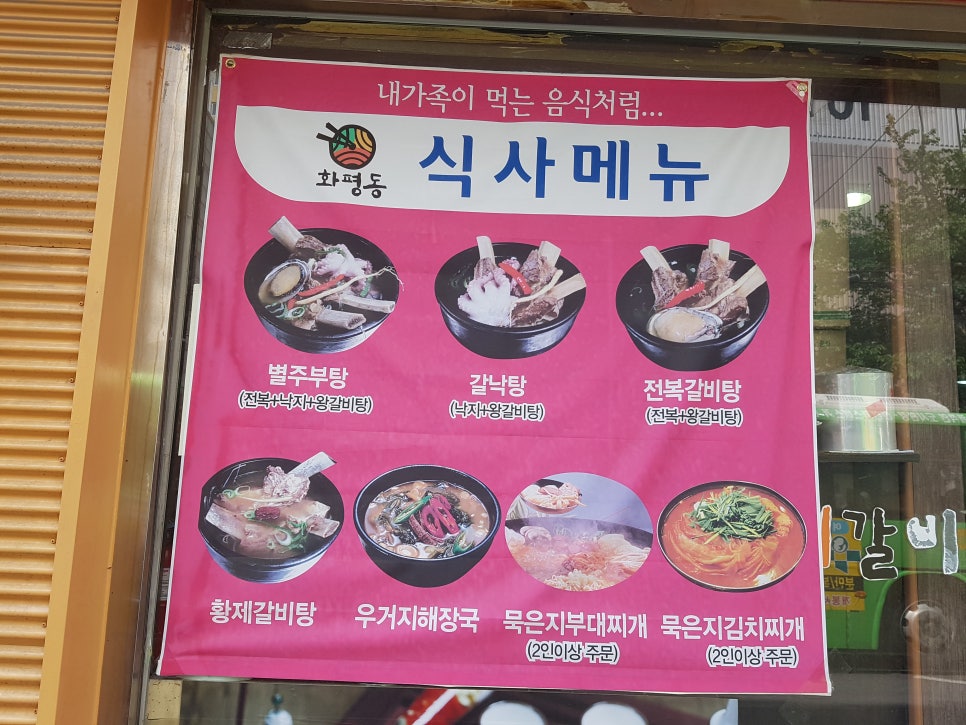 내가족이 먹는 음식처럼...
화평동
식사메뉴
별주부탕
(전복+낙지+왕갈비탕)
갈낙탕
(낙지+왕갈비탕)
전복갈비탕
(전복+왕갈비탕)
황제갈비탕
우거지해장국
묵은지부대찌개
(2인이상 주문)
묵은지김치찌개
(2인이상 주문)
갈비